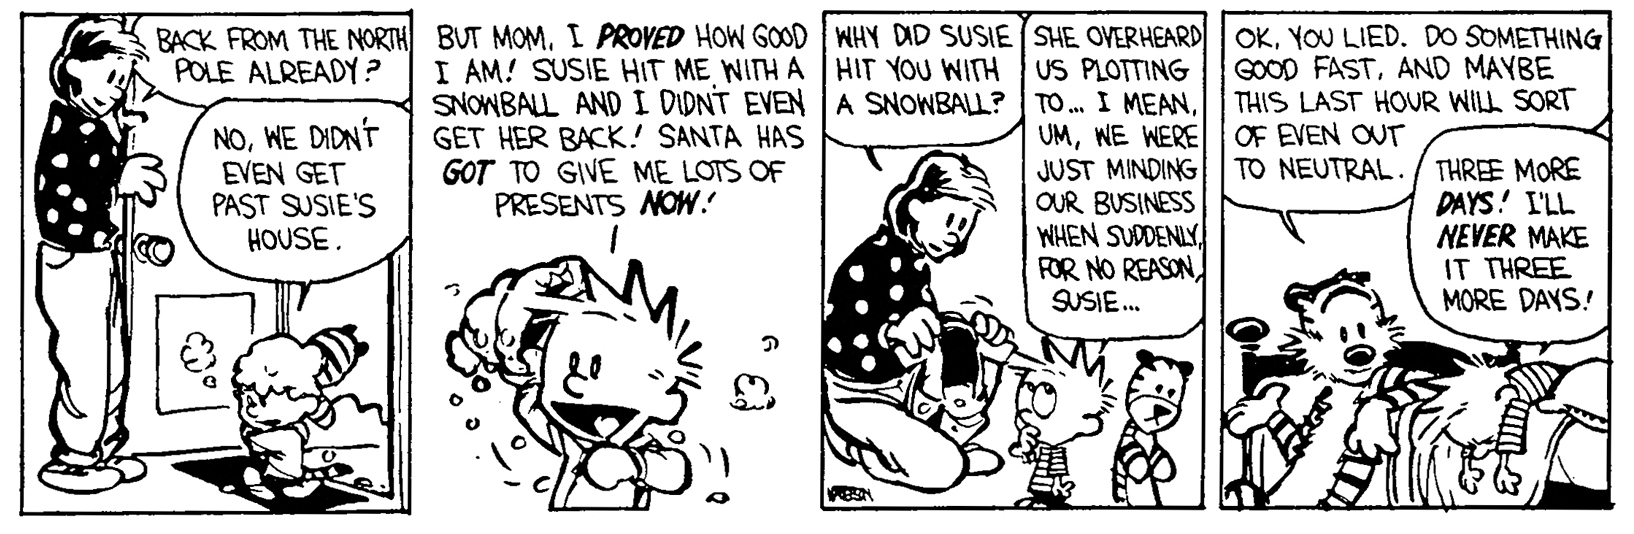 BACK FROM THE NORTH
POLE ALREADY?
NO, WE DIDN'T
EVEN GET
PAST SUSIE'S
HOUSE.
BUT MOM, I PROVED HOW GOOD
I AM! SUSIE HIT ME WITH A
SNOWBALL AND I DIDN'T EVEN
GET HER BACK! SANTA HAS
GOT TO GIVE ME LOTS OF
PRESENTS NOW!
WHY DID SUSIE
HIT YOU WITH
A SNOWBALL?
SHE OVERHEARD
US PLOTTING
TO... I MEAN,
UM, WE WERE
JUST MINDING
OUR BUSINESS
WHEN SUDDENLY,
FOR NO REASON,
SUSIE...
WATTERSON
OK, YOU LIED. DO SOMETHING
GOOD FAST, AND MAYBE
THIS LAST HOUR WILL SORT
OF EVEN OUT
TO NEUTRAL.
THREE MORE
DAYS! I'LL
NEVER MAKE
IT THREE
MORE DAYS!